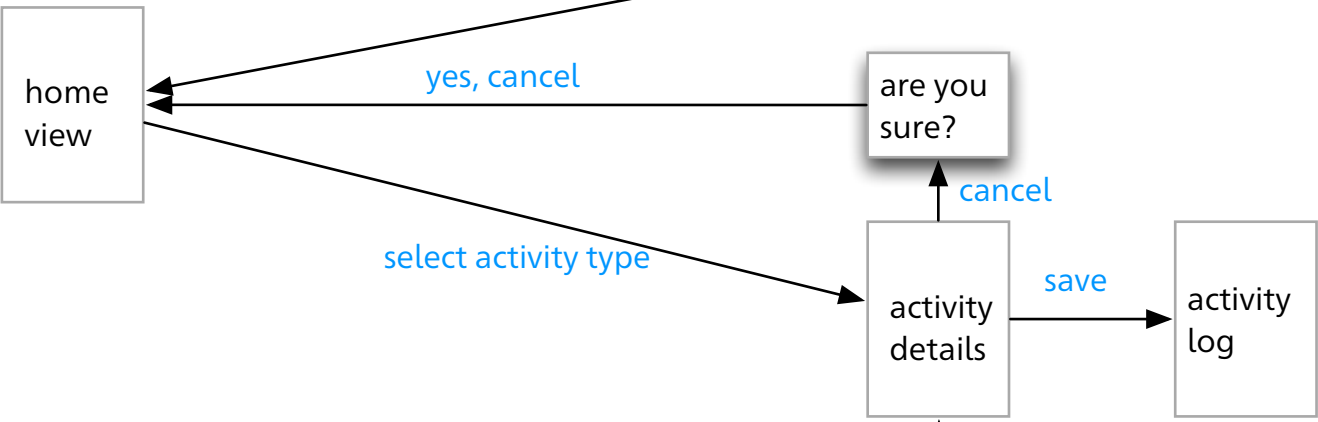 home
view
yes, cancel
are you
sure?
cancel
select activity type
activity
details
save
activity
log